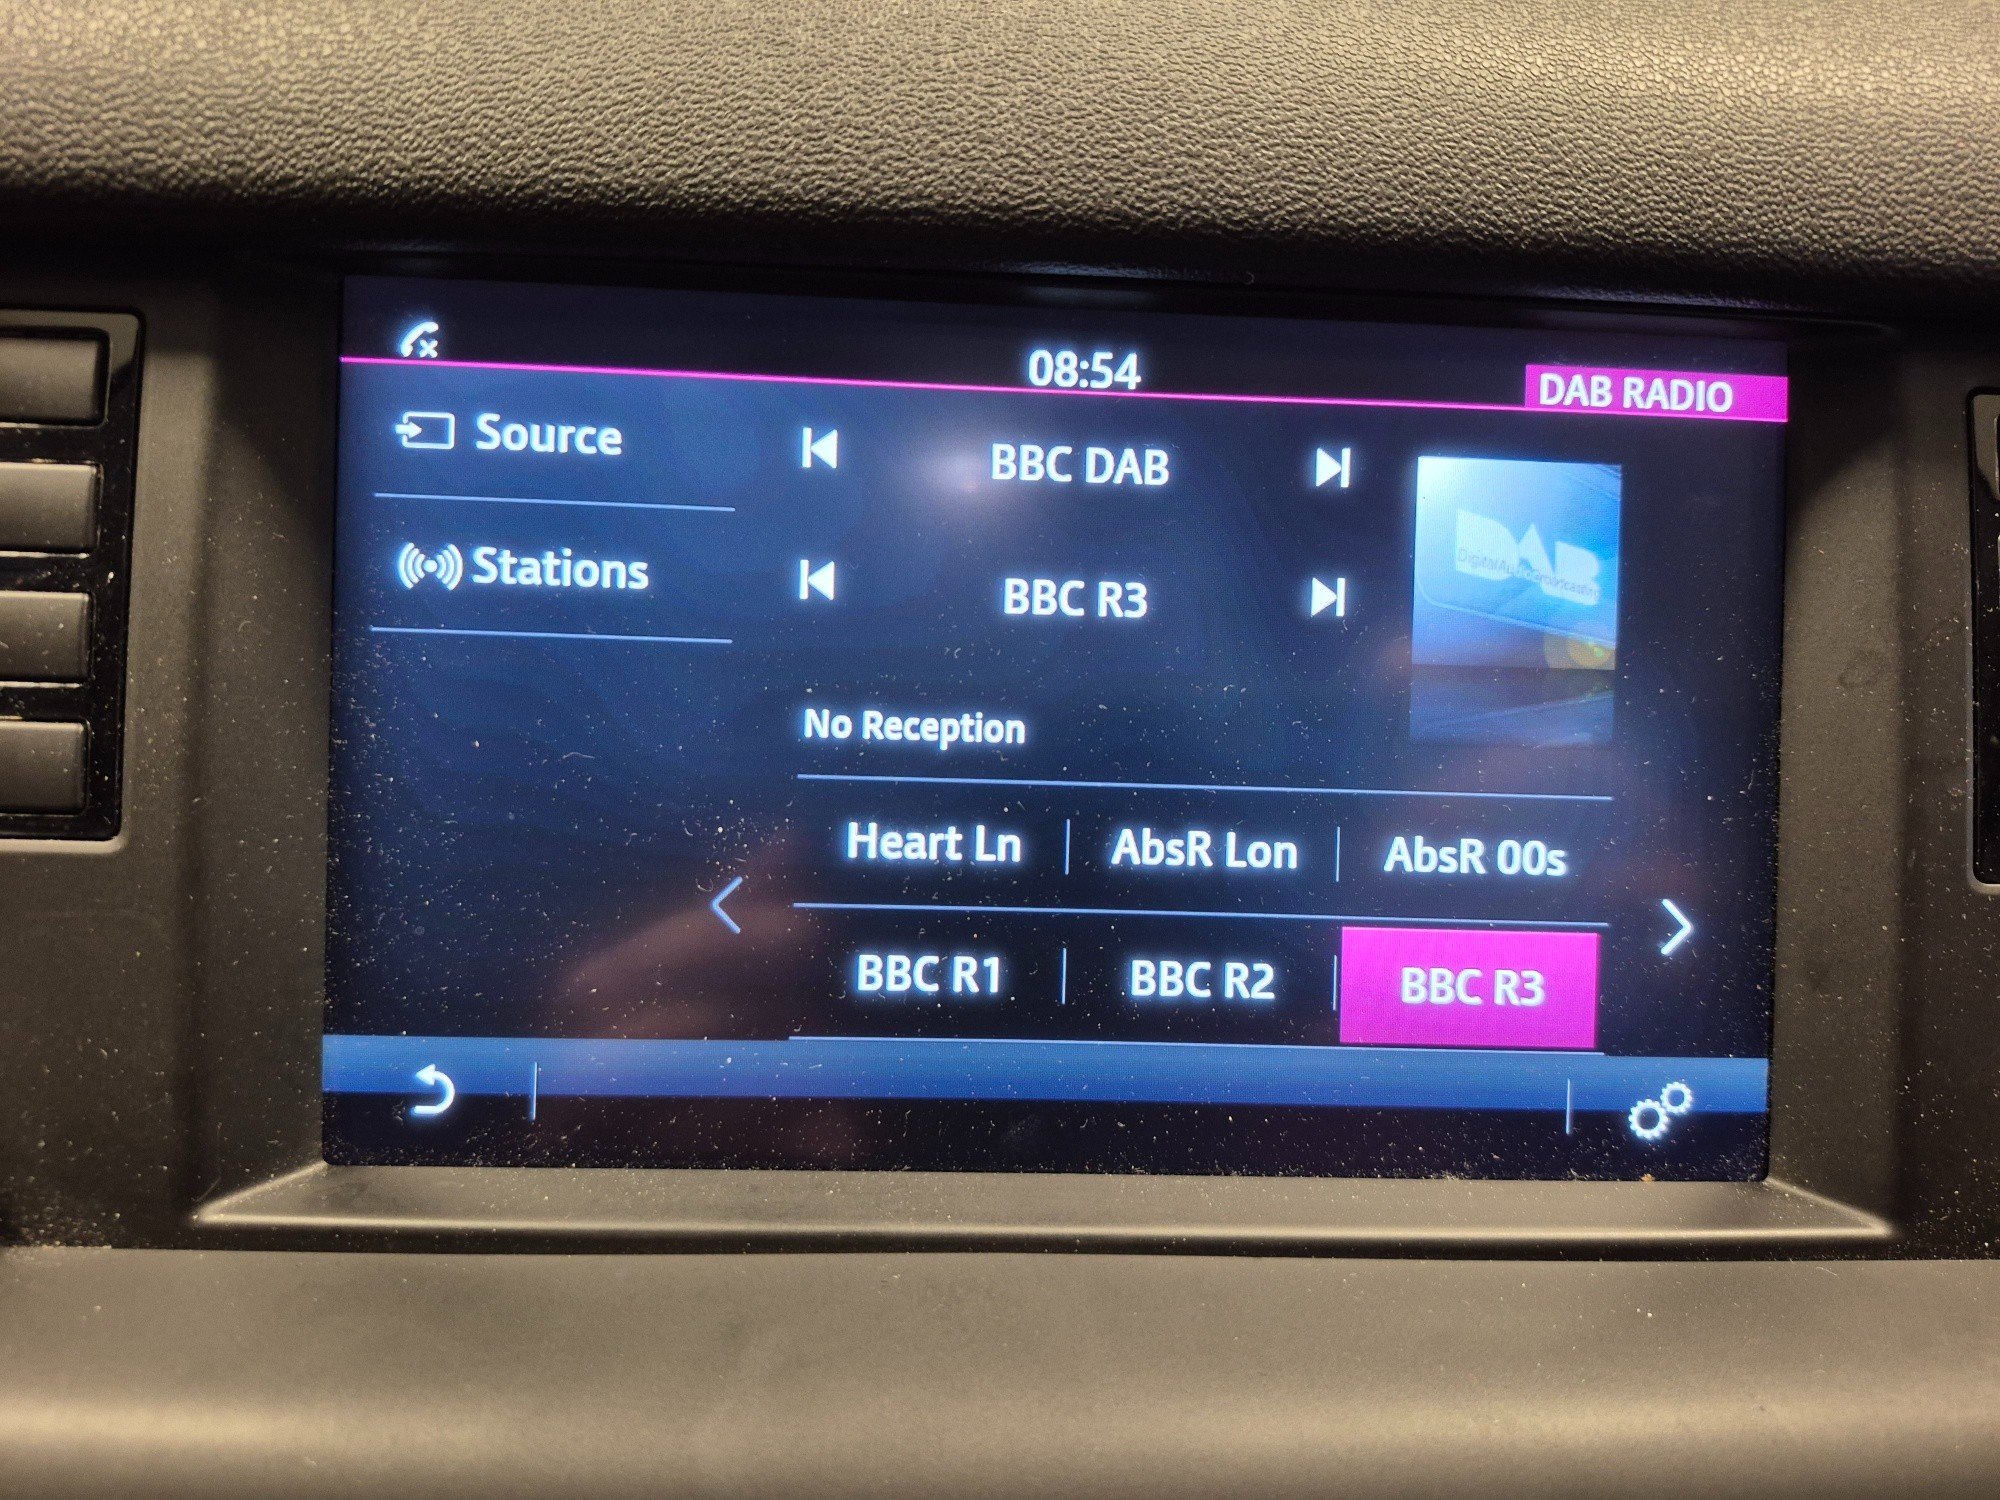 08:54
DAB RADIO
Source
BBC DAB
Stations
BBC R3
DAB
No Reception
Heart Ln
AbsR Lon
AbsR 00s
BBC R1
BBC R2
BBC R3